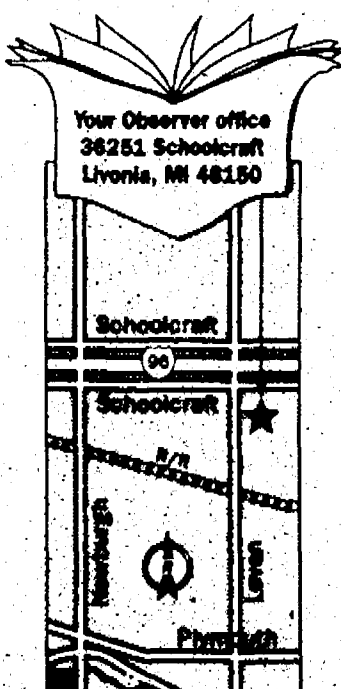 Your Observer office
36251 Schoolcraft
Livonia, MI 48150
Schoolcraft
96
Schoolcraft
R/R
Newburgh
Levan
Plymouth